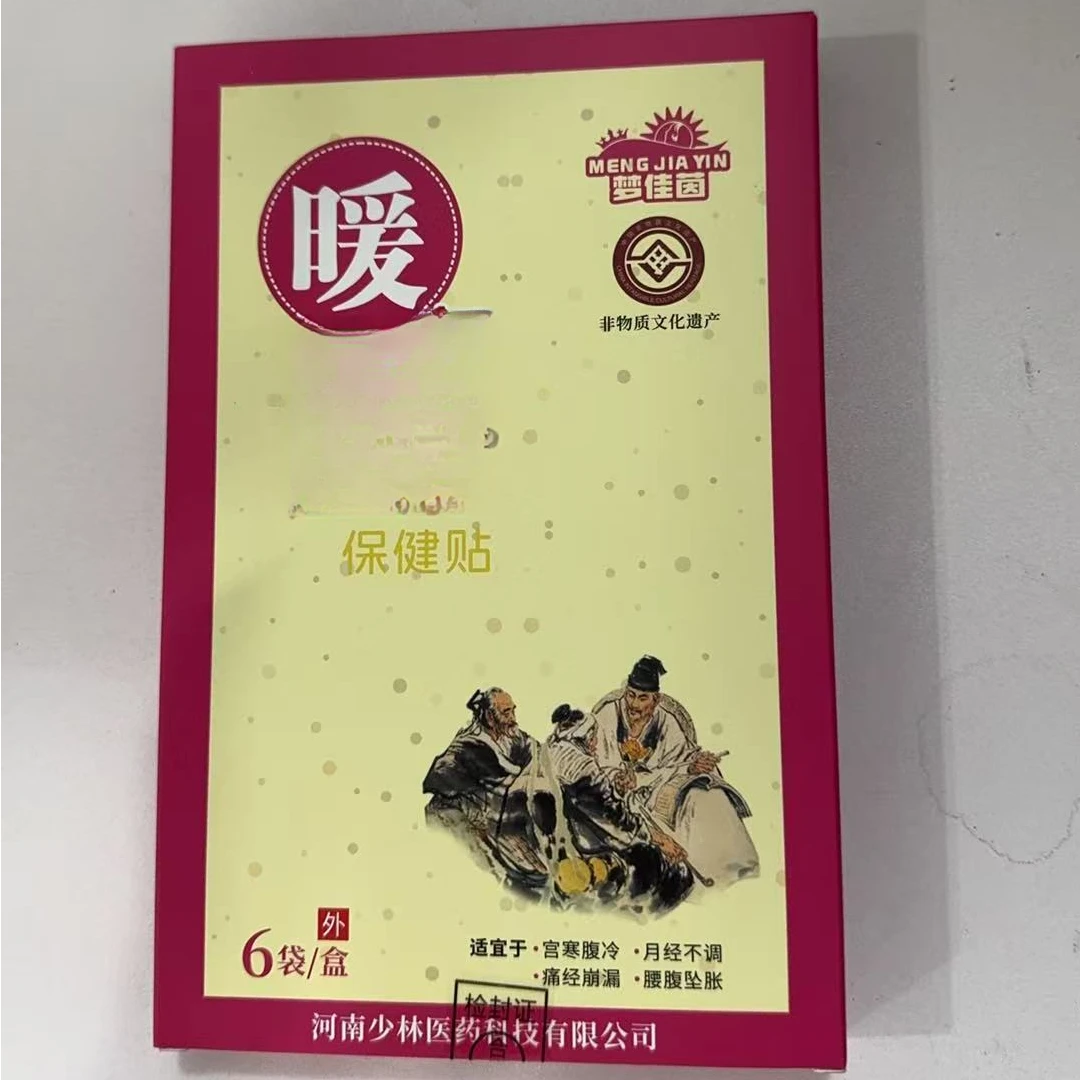 暖
MENG JIA YIN
梦佳茵
非物质文化遗产
保健贴
外
6袋/盒
适宜于·宫寒腹冷 ·月经不调
·痛经崩漏 ·腰腹坠胀
检封证
河南少林医药科技有限公司